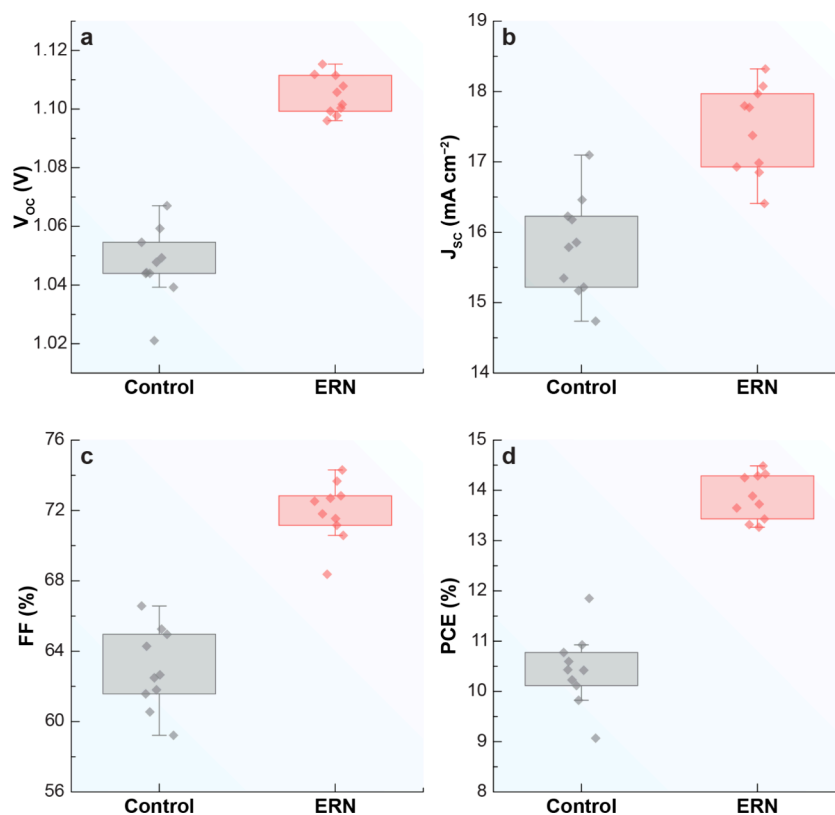 a
V_OC (V)
1.12
1.10
1.08
1.06
1.04
1.02
Control
ERN
b
J_SC (mA cm⁻²)
19
18
17
16
15
14
Control
ERN
c
FF (%)
76
72
68
64
60
56
Control
ERN
d
PCE (%)
15
14
13
12
11
10
9
8
Control
ERN